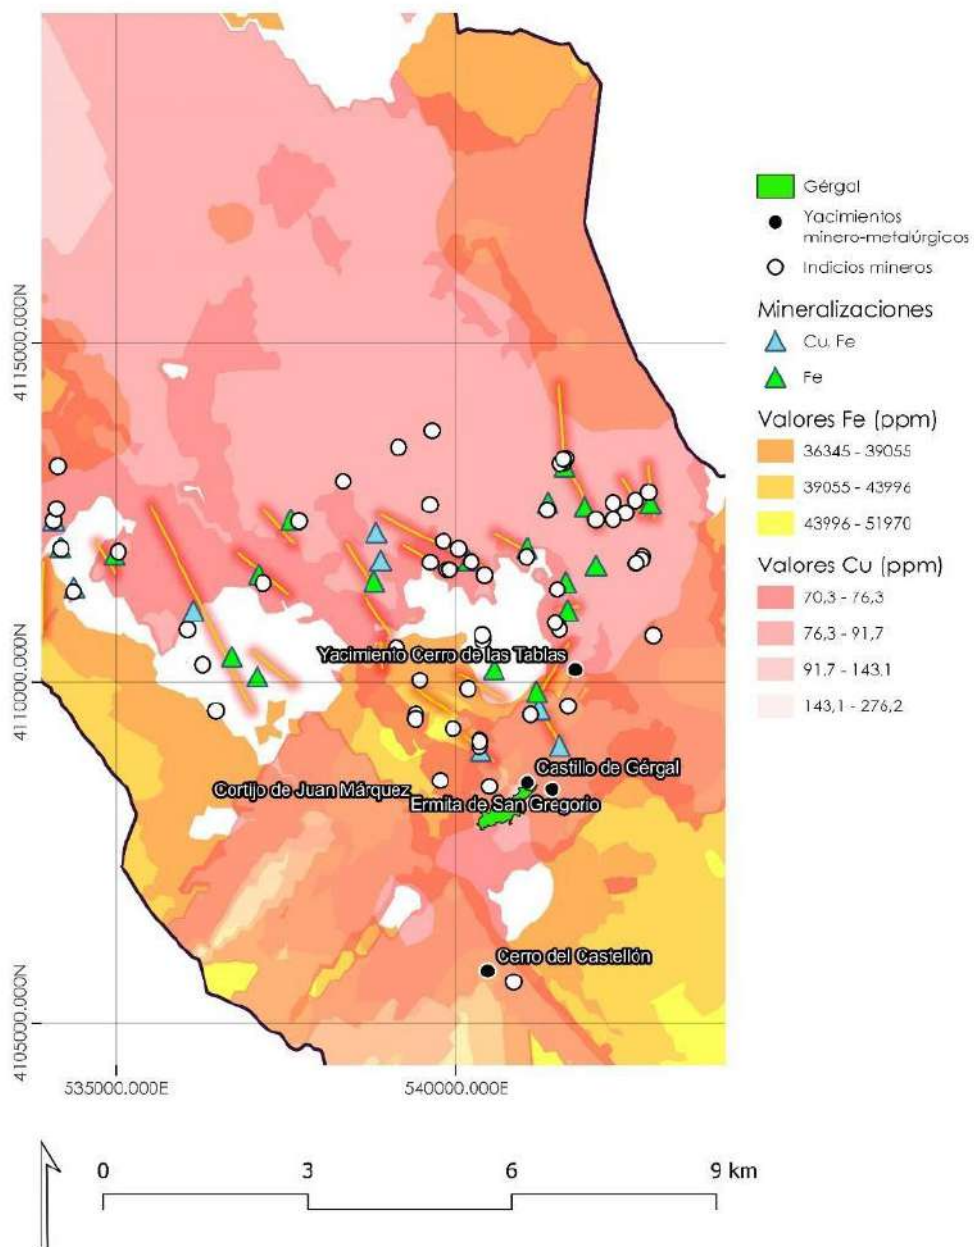 Gérgal
Yacimientos
minero-metalúrgicos
Indicios mineros
Mineralizaciones
Cu, Fe
Fe
Valores Fe (ppm)
36345 - 39055
39055 - 43996
43996 - 51970
Valores Cu (ppm)
70,3 - 76,3
76,3 - 91,7
91,7 - 143,1
143,1 - 276,2
4115000.000N
4110000.000N
4105000.000N
Yacimiento Cerro de las Tablas
Castillo de Gérgal
Cortijo de Juan Márquez
Ermita de San Gregorio
Cerro del Castellón
535000.000E
540000.000E
0 3 6 9 km